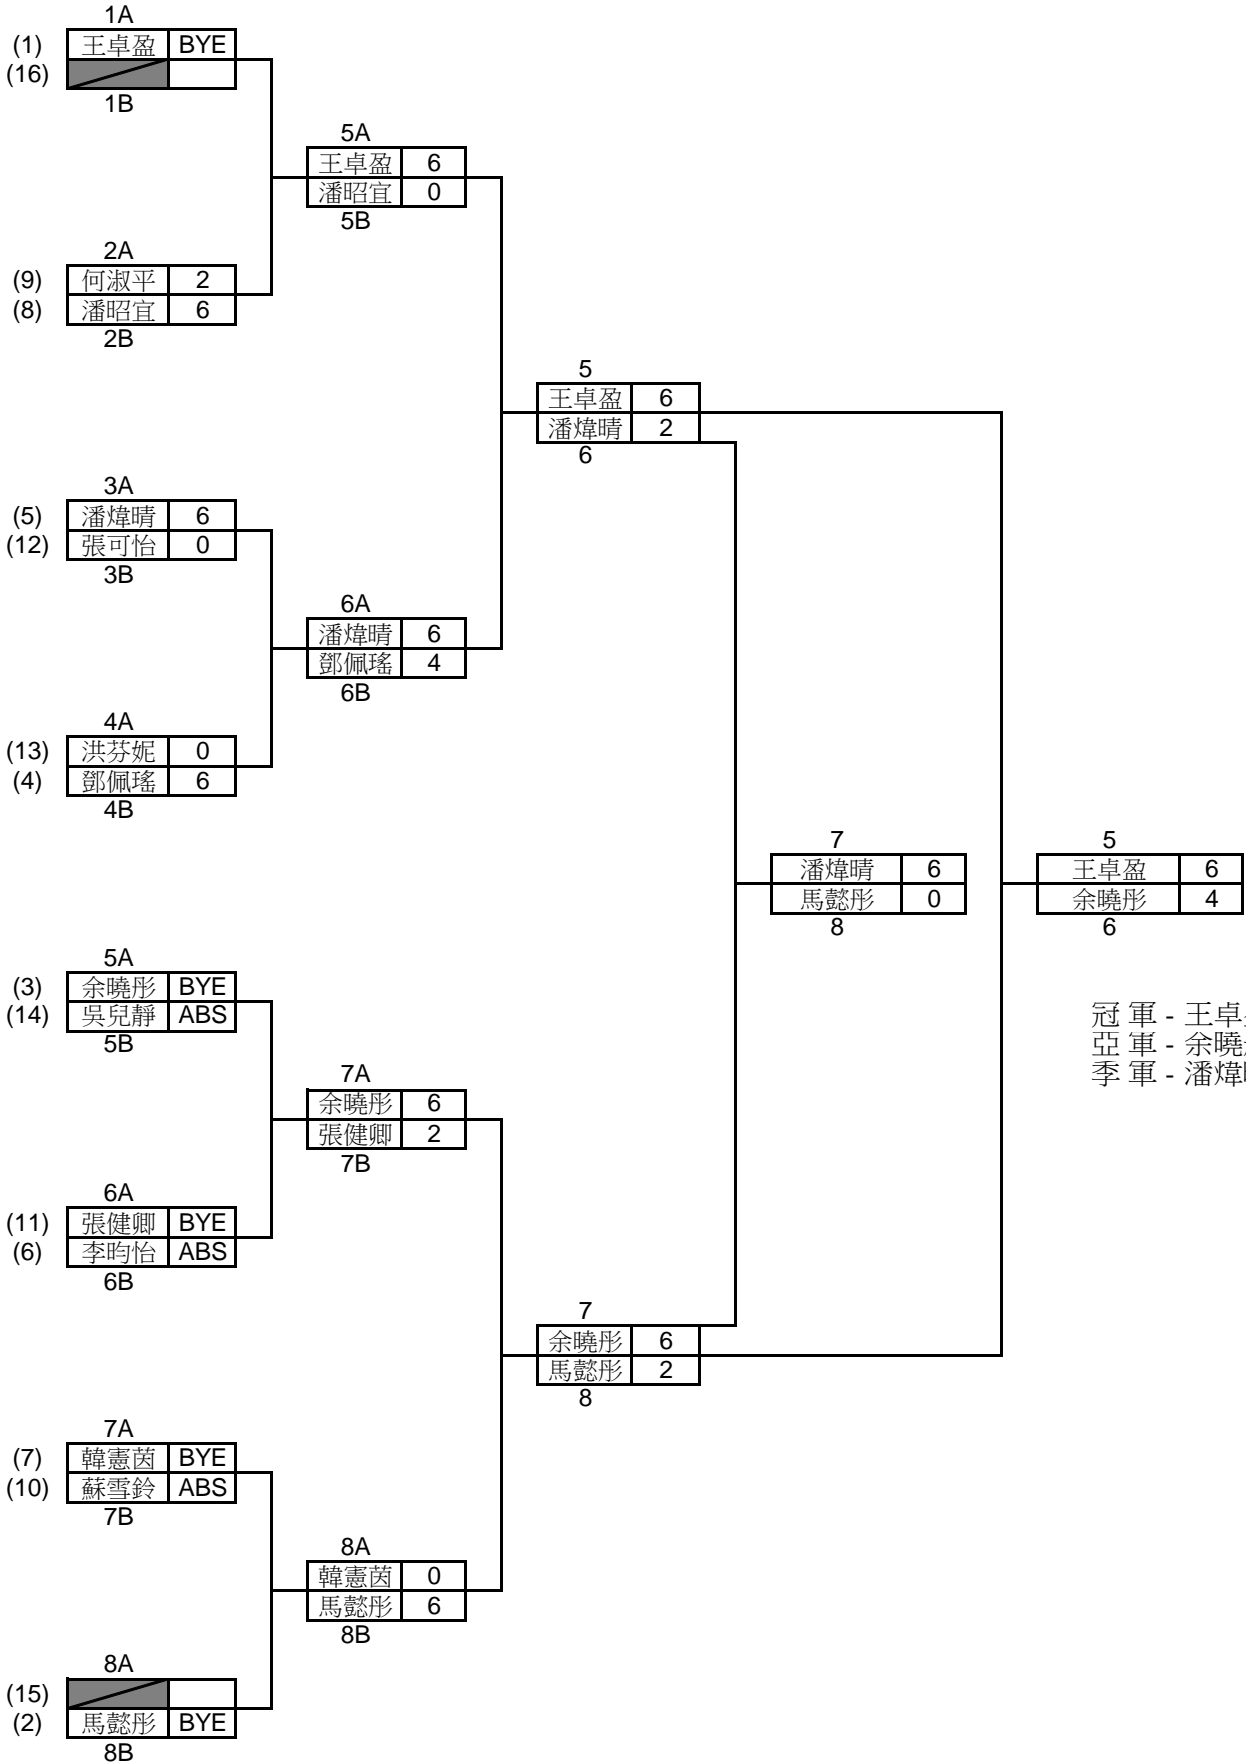 1A
(1) 王卓盈 BYE
(16)
1B
5A
王卓盈 6
潘昭宜 0
5B
2A
(9) 何淑平 2
(8) 潘昭宜 6
2B
5
王卓盈 6
潘煒晴 2
6
3A
(5) 潘煒晴 6
(12) 張可怡 0
3B
6A
潘煒晴 6
鄧佩瑤 4
6B
4A
(13) 洪芬妮 0
(4) 鄧佩瑤 6
4B
7
潘煒晴 6
馬懿彤 0
8
5
王卓盈 6
余曉彤 4
6
5A
(3) 余曉彤 BYE
(14) 吳兒靜 ABS
5B
冠 軍 - 王卓
亞 軍 - 余曉
季 軍 - 潘煒
7A
余曉彤 6
張健卿 2
7B
6A
(11) 張健卿 BYE
(6) 李昀怡 ABS
6B
7
余曉彤 6
馬懿彤 2
8
7A
(7) 韓憲茵 BYE
(10) 蘇雪鈴 ABS
7B
8A
韓憲茵 0
馬懿彤 6
8B
8A
(15)
(2) 馬懿彤 BYE
8B